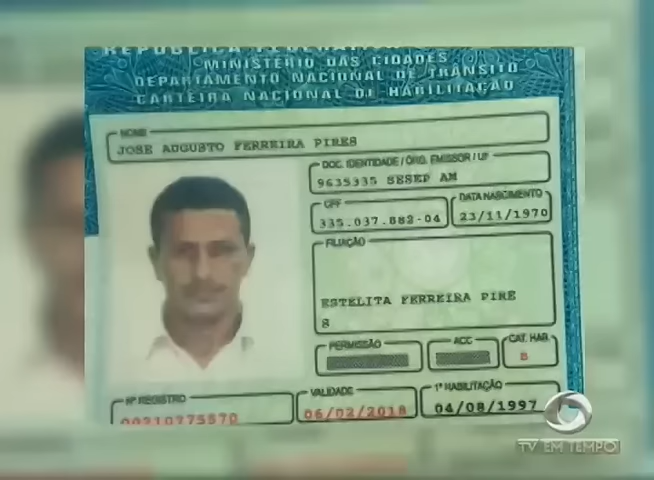 REPÚBLICA FEDERATIVA
MINISTÉRIO DAS CIDADES
DEPARTAMENTO NACIONAL DE TRÂNSITO
CARTEIRA NACIONAL DE HABILITAÇÃO
NOME
JOSE AUGUSTO FERREIRA PIRES
DOC. IDENTIDADE / ÓRG. EMISSOR / UF
9635335 SESEP AM
CPF
DATA NASCIMENTO
335.037.882-04
23/11/1970
FILIAÇÃO
ESTELITA FERREIRA PIRE
S
PERMISSÃO
ACC
CAT. HAB.
B
Nº REGISTRO
VALIDADE
1ª HABILITAÇÃO
06/02/2018
04/08/1997
TV EM TEMPO